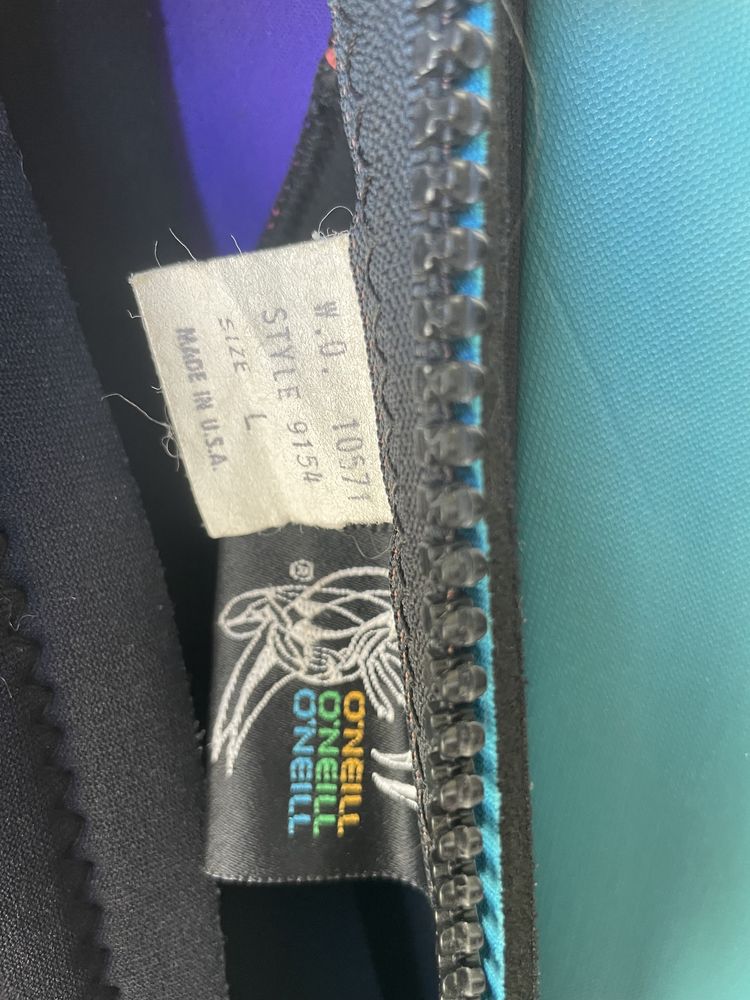 W.O. 10571
STYLE 9154
SIZE L
MADE IN U.S.A.
®
O'NEILL
O'NEILL
O'NEILL